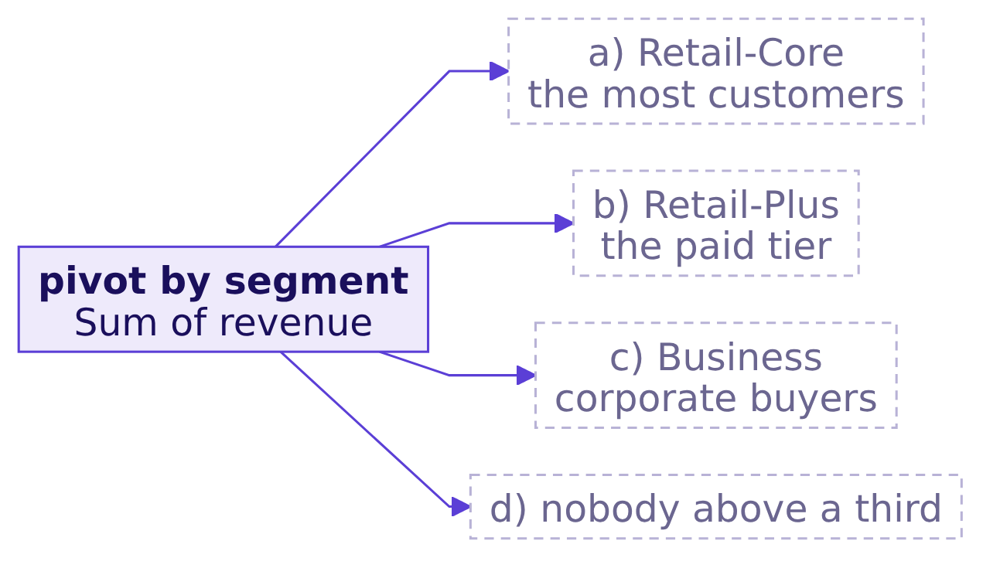 a) Retail-Core
the most customers
b) Retail-Plus
the paid tier
pivot by segment
Sum of revenue
c) Business
corporate buyers
d) nobody above a third